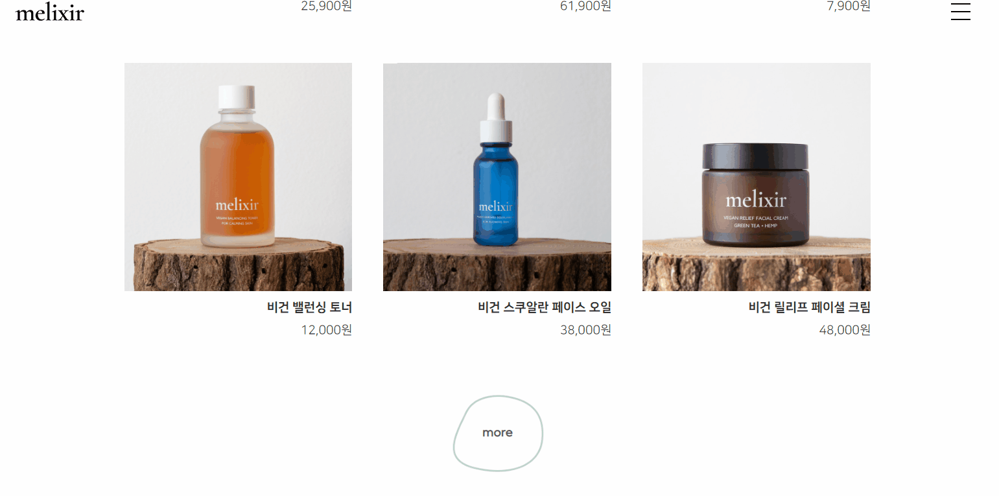 melixir
25,900원
61,900원
7,900원
melixir
VEGAN BALANCING TONER
FOR CALMING SKIN
melixir
FOR GLOWING SKIN
melixir
VEGAN RELIEF FACIAL CREAM
GREEN TEA + HEMP
비건 밸런싱 토너
12,000원
비건 스쿠알란 페이스 오일
38,000원
비건 릴리프 페이셜 크림
48,000원
more